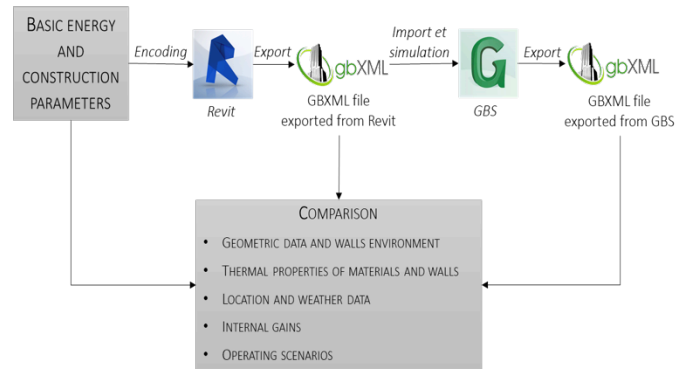 BASIC ENERGY
AND
CONSTRUCTION
PARAMETERS
Encoding
Revit
Export
gbXML
GBXML file
exported from Revit
Import et
simulation
G
GBS
Export
gbXML
GBXML file
exported from GBS
COMPARISON
• GEOMETRIC DATA AND WALLS ENVIRONMENT
• THERMAL PROPERTIES OF MATERIALS AND WALLS
• LOCATION AND WEATHER DATA
• INTERNAL GAINS
• OPERATING SCENARIOS